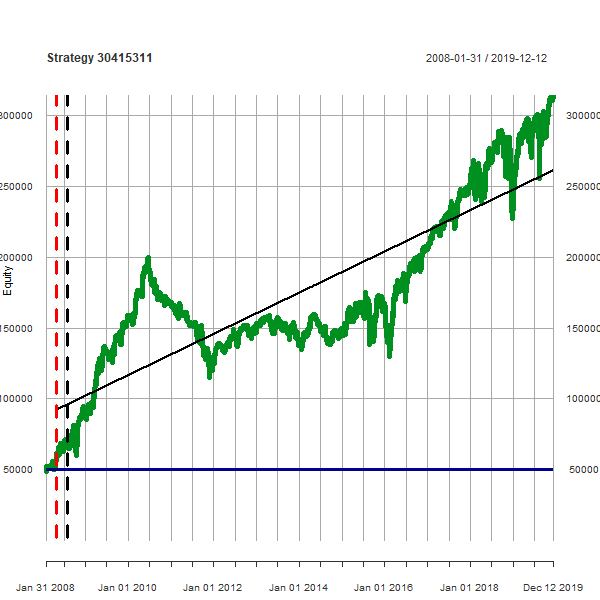 Strategy 30415311
2008-01-31 / 2019-12-12
300000
300000
250000
250000
200000
200000
Equity
150000
150000
100000
100000
50000
50000
Jan 31 2008
Jan 01 2010
Jan 01 2012
Jan 01 2014
Jan 01 2016
Jan 01 2018
Dec 12 2019